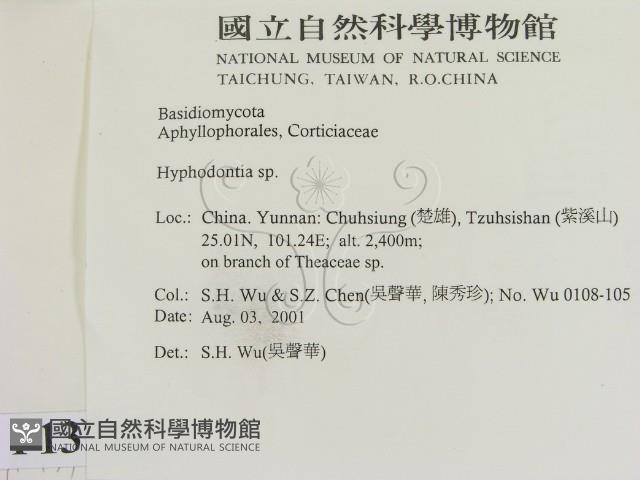 國立自然科學博物館
NATIONAL MUSEUM OF NATURAL SCIENCE
TAICHUNG, TAIWAN, R.O.CHINA
Basidiomycota
Aphyllophorales, Corticiaceae
Hyphodontia sp.
Loc.: China. Yunnan: Chuhsiung (楚雄), Tzuhsishan (紫溪山)
25.01N, 101.24E; alt. 2,400m;
on branch of Theaceae sp.
Col.: S.H. Wu & S.Z. Chen(吳聲華, 陳秀珍); No. Wu 0108-105
Date: Aug. 03, 2001
Det.: S.H. Wu(吳聲華)
國立自然科學博物館
NATIONAL MUSEUM OF NATURAL SCIENCE